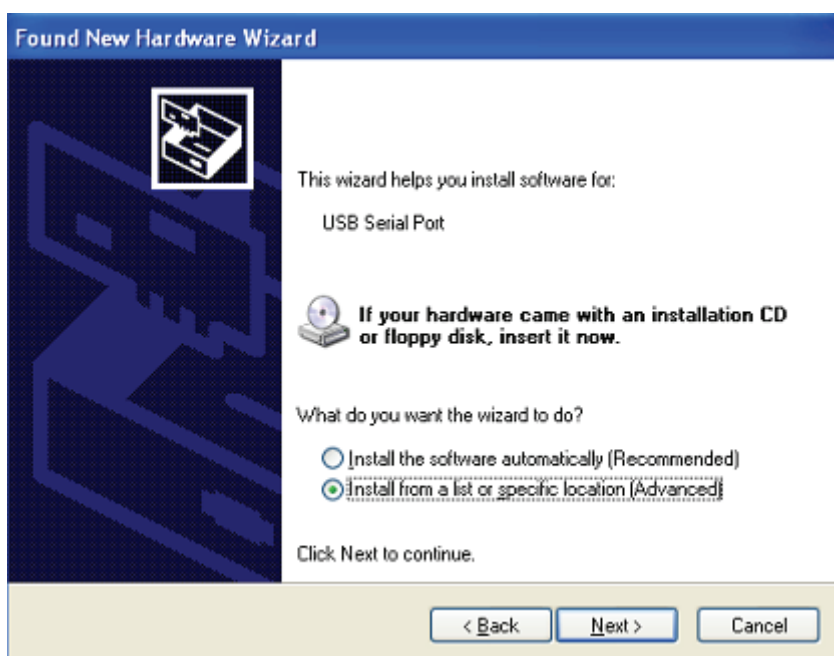 Found New Hardware Wizard
This wizard helps you install software for:
USB Serial Port
If your hardware came with an installation CD
or floppy disk, insert it now.
What do you want the wizard to do?
Install the software automatically (Recommended)
Install from a list or specific location (Advanced)
Click Next to continue.
< Back
Next >
Cancel